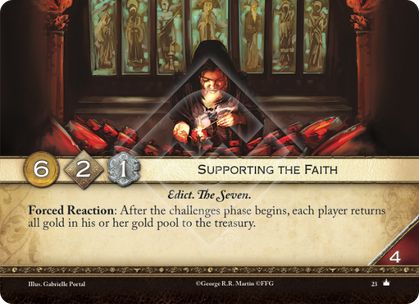 6 2 1 SUPPORTING THE FAITH
Edict. The Seven.
Forced Reaction: After the challenges phase begins, each player returns
all gold in his or her gold pool to the treasury.
4
Illus. Gabrielle Portal ©George R.R. Martin ©FFG 23